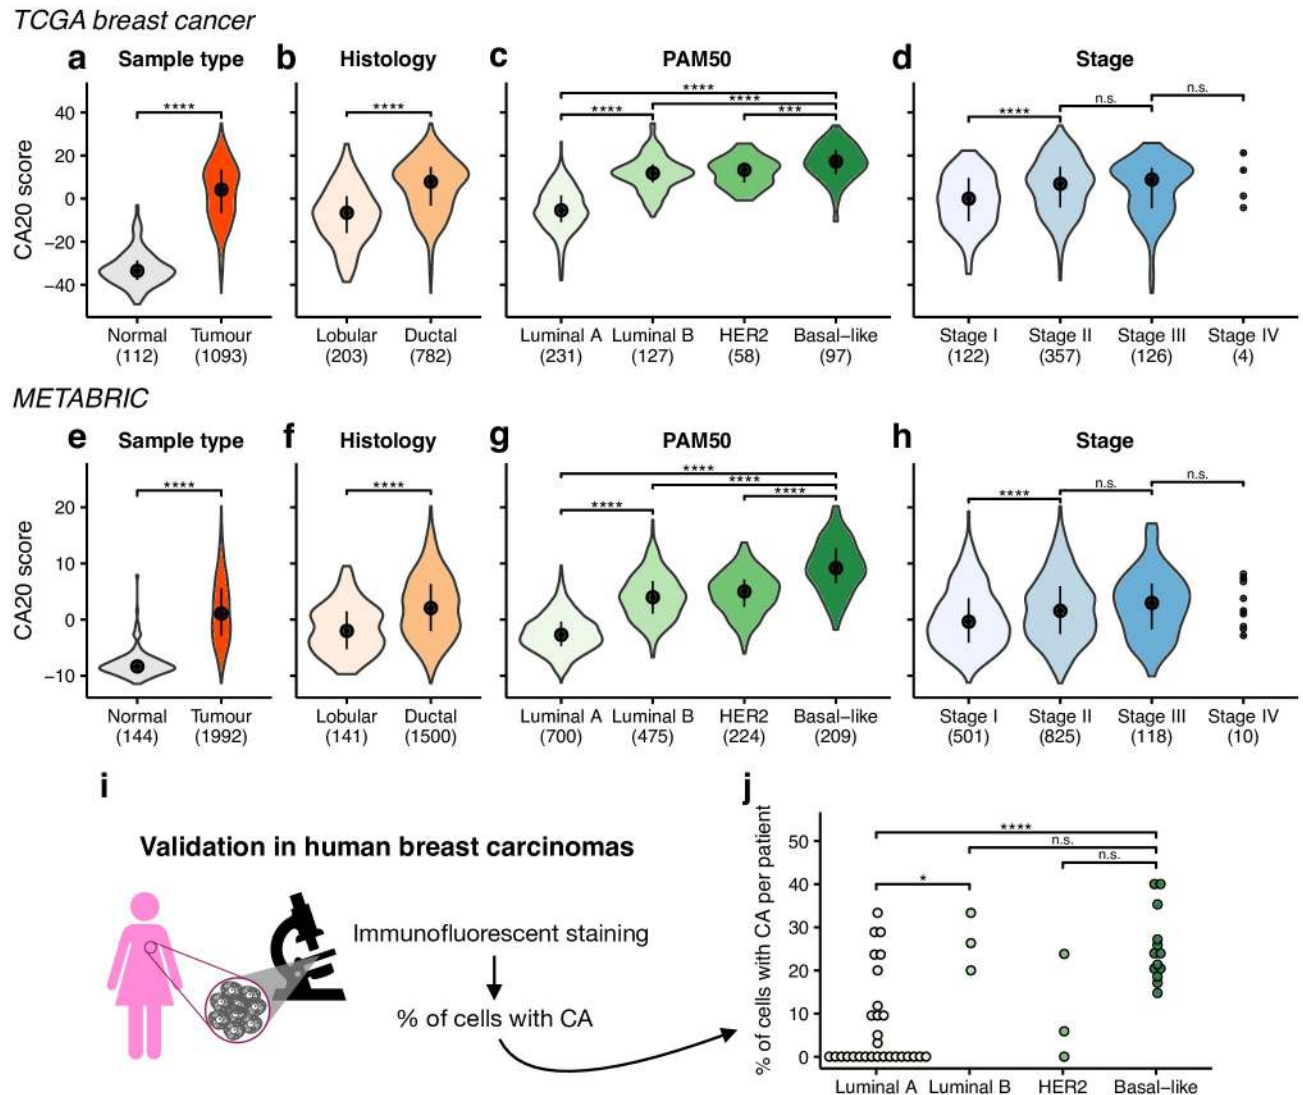 TCGA breast cancer
a Sample type b Histology c PAM50 d Stage
**** **** **** **** **** *** **** n.s. n.s.
CA20 score
40
20
0
−20
−40
Normal Tumour Lobular Ductal Luminal A Luminal B HER2 Basal−like Stage I Stage II Stage III Stage IV
(112) (1093) (203) (782) (231) (127) (58) (97) (122) (357) (126) (4)
METABRIC
e Sample type f Histology g PAM50 h Stage
**** **** **** **** **** **** **** n.s. n.s.
CA20 score
20
10
0
−10
Normal Tumour Lobular Ductal Luminal A Luminal B HER2 Basal−like Stage I Stage II Stage III Stage IV
(144) (1992) (141) (1500) (700) (475) (224) (209) (501) (825) (118) (10)
i
Validation in human breast carcinomas
Immunofluorescent staining
% of cells with CA
j
% of cells with CA per patient
50
40
30
20
10
0
****
n.s.
n.s.
*
Luminal A Luminal B HER2 Basal−like